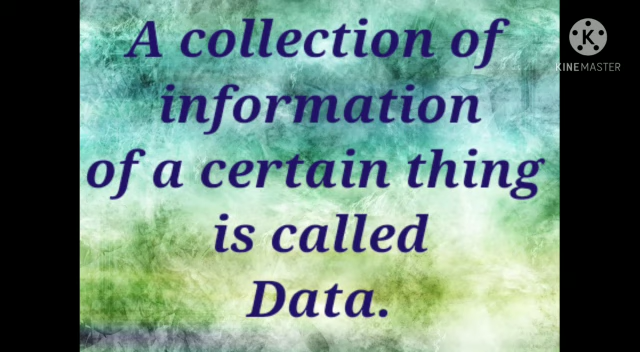 A collection of
information
of a certain thing
is called
Data.
KINEMASTER